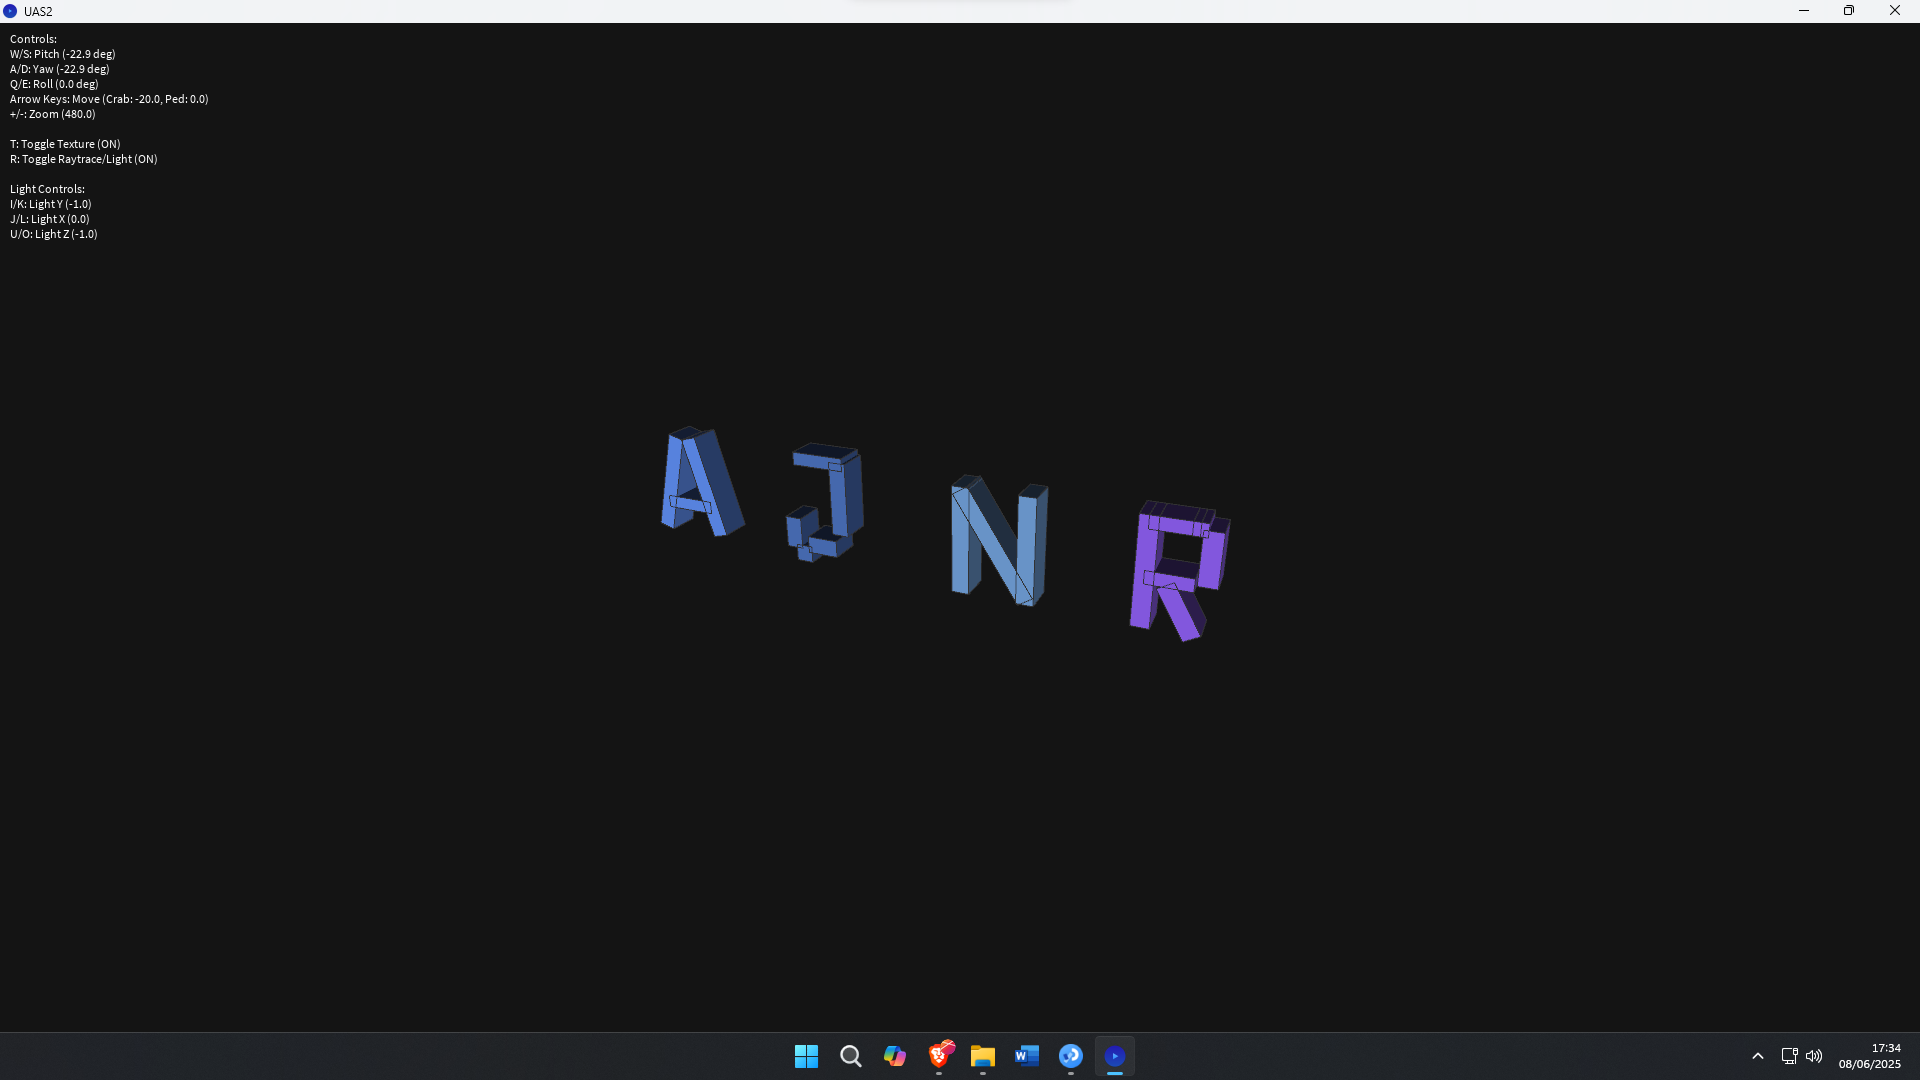 UAS2
Controls:
W/S: Pitch (-22.9 deg)
A/D: Yaw (-22.9 deg)
Q/E: Roll (0.0 deg)
Arrow Keys: Move (Crab: -20.0, Ped: 0.0)
+/-: Zoom (480.0)
T: Toggle Texture (ON)
R: Toggle Raytrace/Light (ON)
Light Controls:
I/K: Light Y (-1.0)
J/L: Light X (0.0)
U/O: Light Z (-1.0)
A J N R
W
17:34
08/06/2025